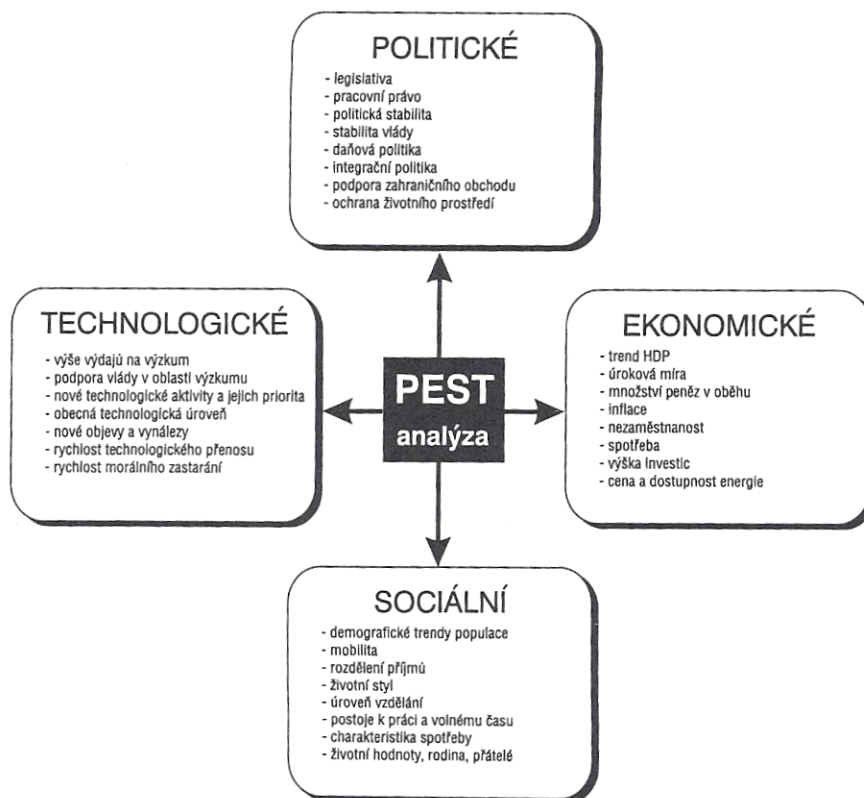 POLITICKÉ
- legislativa
- pracovní právo
- politická stabilita
- stabilita vlády
- daňová politika
- integrační politika
- podpora zahraničního obchodu
- ochrana životního prostředí
TECHNOLOGICKÉ
- výše výdajů na výzkum
- podpora vlády v oblasti výzkumu
- nové technologické aktivity a jejich priorita
- obecná technologická úroveň
- nové objevy a vynálezy
- rychlost technologického přenosu
- rychlost morálního zastarání
PEST
analýza
EKONOMICKÉ
- trend HDP
- úroková míra
- množství peněz v oběhu
- inflace
- nezaměstnanost
- spotřeba
- výška investic
- cena a dostupnost energie
SOCIÁLNÍ
- demografické trendy populace
- mobilita
- rozdělení příjmů
- životní styl
- úroveň vzdělání
- postoje k práci a volnému času
- charakteristika spotřeby
- životní hodnoty, rodina, přátelé